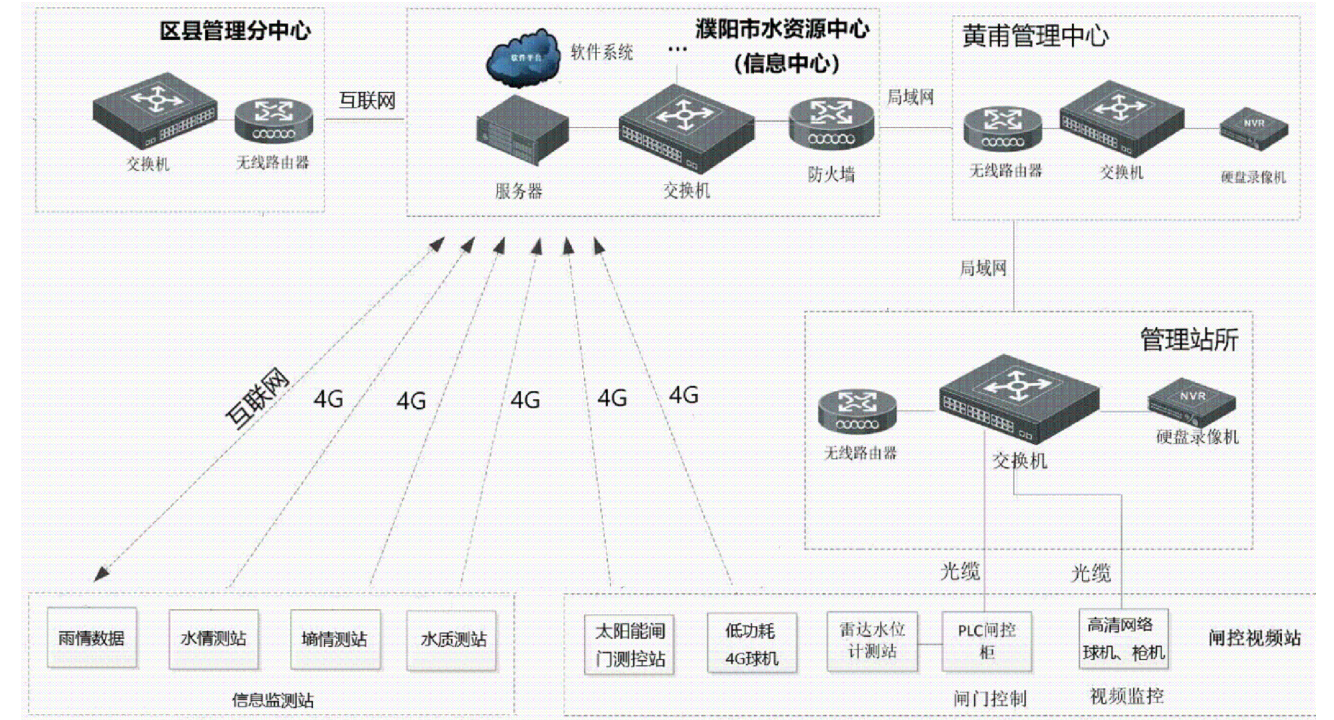 区县管理分中心
交换机
无线路由器
互联网
软件平台
软件系统
...
濮阳市水资源中心
(信息中心)
服务器
交换机
防火墙
局域网
黄甫管理中心
无线路由器
交换机
NVR
硬盘录像机
局域网
管理站所
无线路由器
交换机
NVR
硬盘录像机
互联网
4G
4G
4G
4G
4G
光缆
光缆
雨情数据
水情测站
墒情测站
水质测站
信息监测站
太阳能闸
门测控站
低功耗
4G球机
雷达水位
计测站
PLC闸控
柜
闸门控制
高清网络
球机、枪机
视频监控
闸控视频站